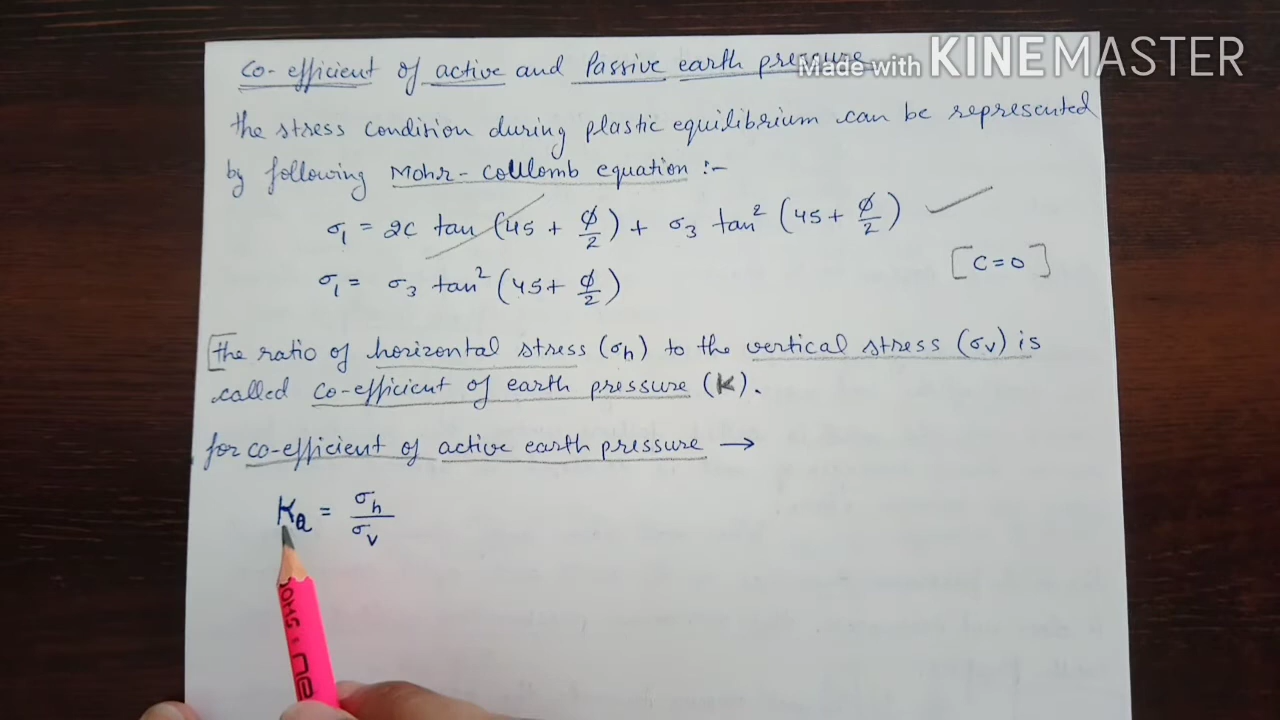 Co-efficient of active and Passive earth pressure
Made with KINEMASTER
the stress condition during plastic equilibrium can be represented
by following Mohr-Coulomb equation :-
σ1 = 2c tan (45 + ϕ/2) + σ3 tan² (45 + ϕ/2)
[c=0]
σ1 = σ3 tan² (45 + ϕ/2)
[the ratio of horizontal stress (σh) to the vertical stress (σv) is
called co-efficient of earth pressure (K).
for co-efficient of active earth pressure →
Ka = σh/σv
DOMS